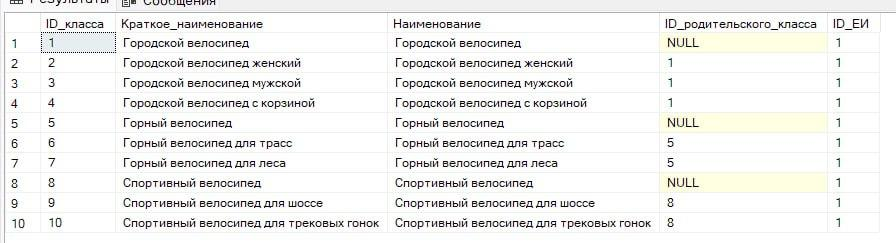 Результаты Сообщения
ID_класса Краткое_наименование Наименование ID_родительского_класса ID_ЕИ
1 1 Городской велосипед Городской велосипед NULL 1
2 2 Городской велосипед женский Городской велосипед женский 1 1
3 3 Городской велосипед мужской Городской велосипед мужской 1 1
4 4 Городской велосипед с корзиной Городской велосипед с корзиной 1 1
5 5 Горный велосипед Горный велосипед NULL 1
6 6 Горный велосипед для трасс Горный велосипед для трасс 5 1
7 7 Горный велосипед для леса Горный велосипед для леса 5 1
8 8 Спортивный велосипед Спортивный велосипед NULL 1
9 9 Спортивный велосипед для шоссе Спортивный велосипед для шоссе 8 1
10 10 Спортивный велосипед для трековых гонок Спортивный велосипед для трековых гонок 8 1